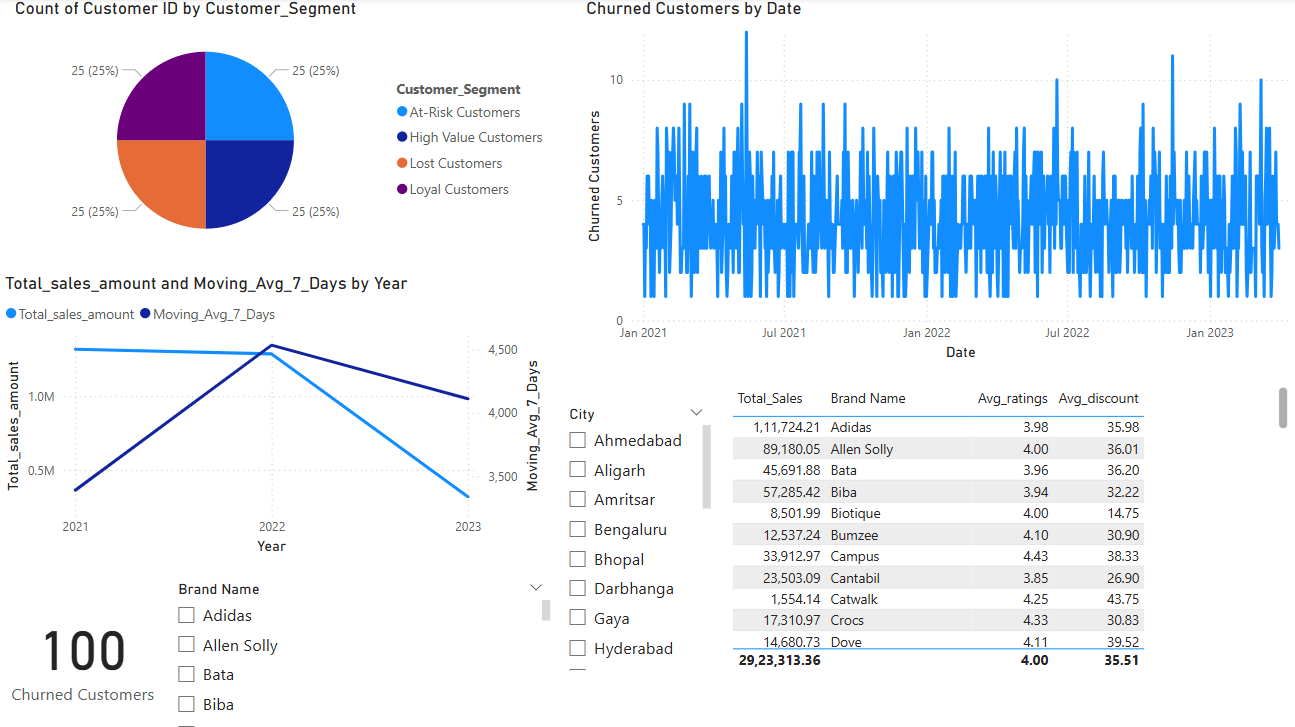 Count of Customer ID by Customer_Segment
25 (25%)
25 (25%)
25 (25%)
25 (25%)
Customer_Segment
At-Risk Customers
High Value Customers
Lost Customers
Loyal Customers
Churned Customers by Date
Churned Customers
10
5
0
Jan 2021
Jul 2021
Jan 2022
Jul 2022
Jan 2023
Date
Total_sales_amount and Moving_Avg_7_Days by Year
Total_sales_amount
Moving_Avg_7_Days
Total_sales_amount
1.0M
0.5M
4,500
4,000
3,500
Moving_Avg_7_Days
2021
2022
2023
Year
City
Ahmedabad
Aligarh
Amritsar
Bengaluru
Bhopal
Darbhanga
Gaya
Hyderabad
Total_Sales Brand Name Avg_ratings Avg_discount
1,11,724.21 Adidas 3.98 35.98
89,180.05 Allen Solly 4.00 36.01
45,691.88 Bata 3.96 36.20
57,285.42 Biba 3.94 32.22
8,501.99 Biotique 4.00 14.75
12,537.24 Bumzee 4.10 30.90
33,912.97 Campus 4.43 38.33
23,503.09 Cantabil 3.85 26.90
1,554.14 Catwalk 4.25 43.75
17,310.97 Crocs 4.33 30.83
14,680.73 Dove 4.11 39.52
29,23,313.36 4.00 35.51
100
Churned Customers
Brand Name
Adidas
Allen Solly
Bata
Biba